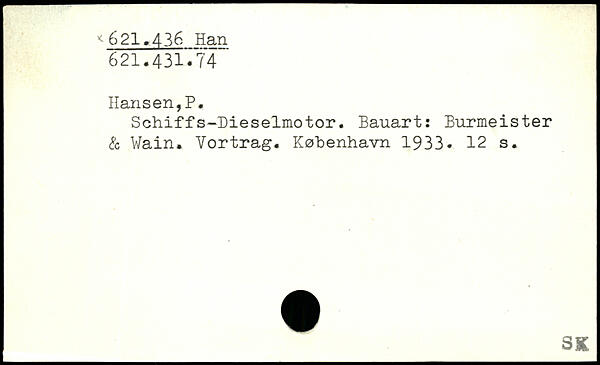 x 621.436 Han
621.431.74
Hansen,P.
Schiffs-Dieselmotor. Bauart: Burmeister
& Wain. Vortrag. København 1933. 12 s.
SK